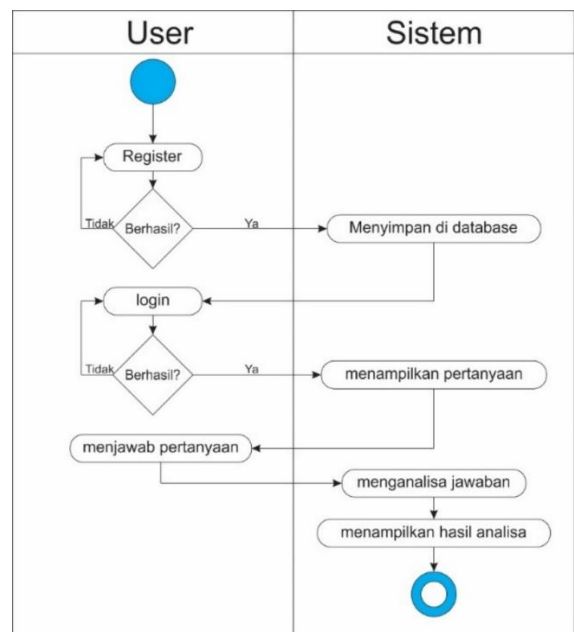 User
Sistem
Register
Tidak
Berhasil?
Ya
Menyimpan di database
login
Tidak
Berhasil?
Ya
menampilkan pertanyaan
menjawab pertanyaan
menganalisa jawaban
menampilkan hasil analisa